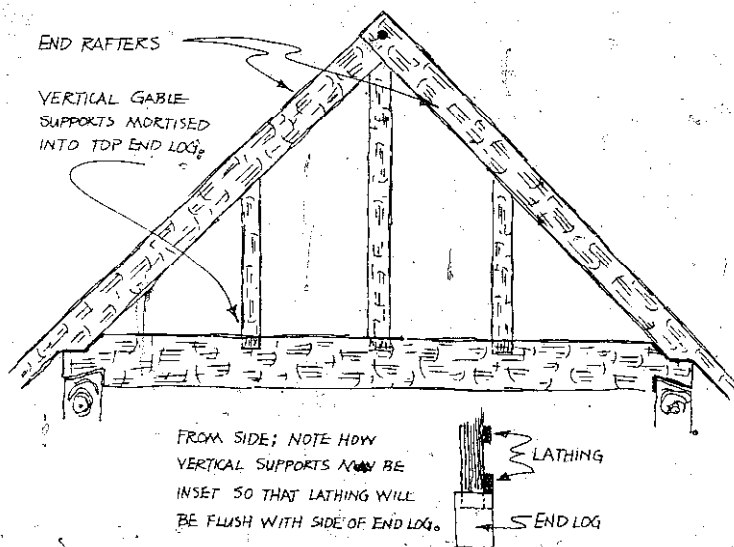 END RAFTERS
VERTICAL GABLE
SUPPORTS MORTISED
INTO TOP END LOG.
FROM SIDE; NOTE HOW
VERTICAL SUPPORTS MAY BE
INSET SO THAT LATHING WILL
BE FLUSH WITH SIDE OF END LOG.
LATHING
END LOG